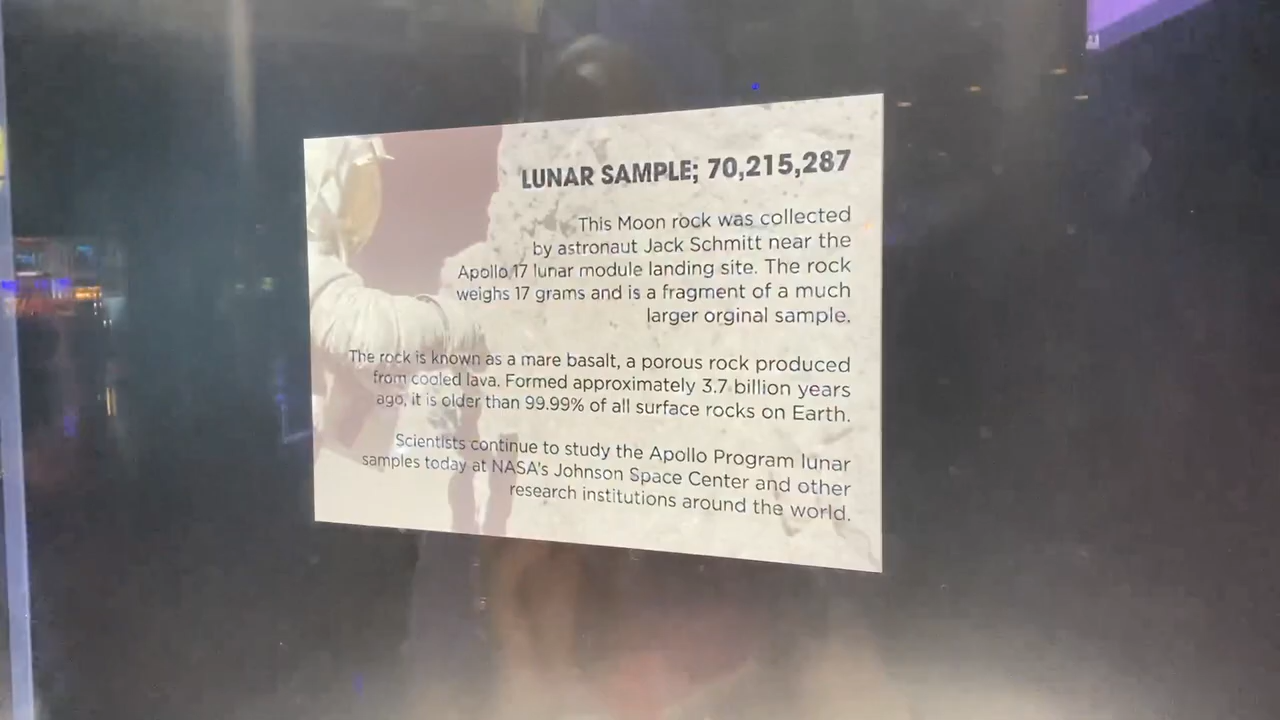 LUNAR SAMPLE; 70,215,287
This Moon rock was collected
by astronaut Jack Schmitt near the
Apollo 17 lunar module landing site. The rock
weighs 17 grams and is a fragment of a much
larger orginal sample.
The rock is known as a mare basalt, a porous rock produced
from cooled lava. Formed approximately 3.7 billion years
ago, it is older than 99.99% of all surface rocks on Earth.
Scientists continue to study the Apollo Program lunar
samples today at NASA's Johnson Space Center and other
research institutions around the world.